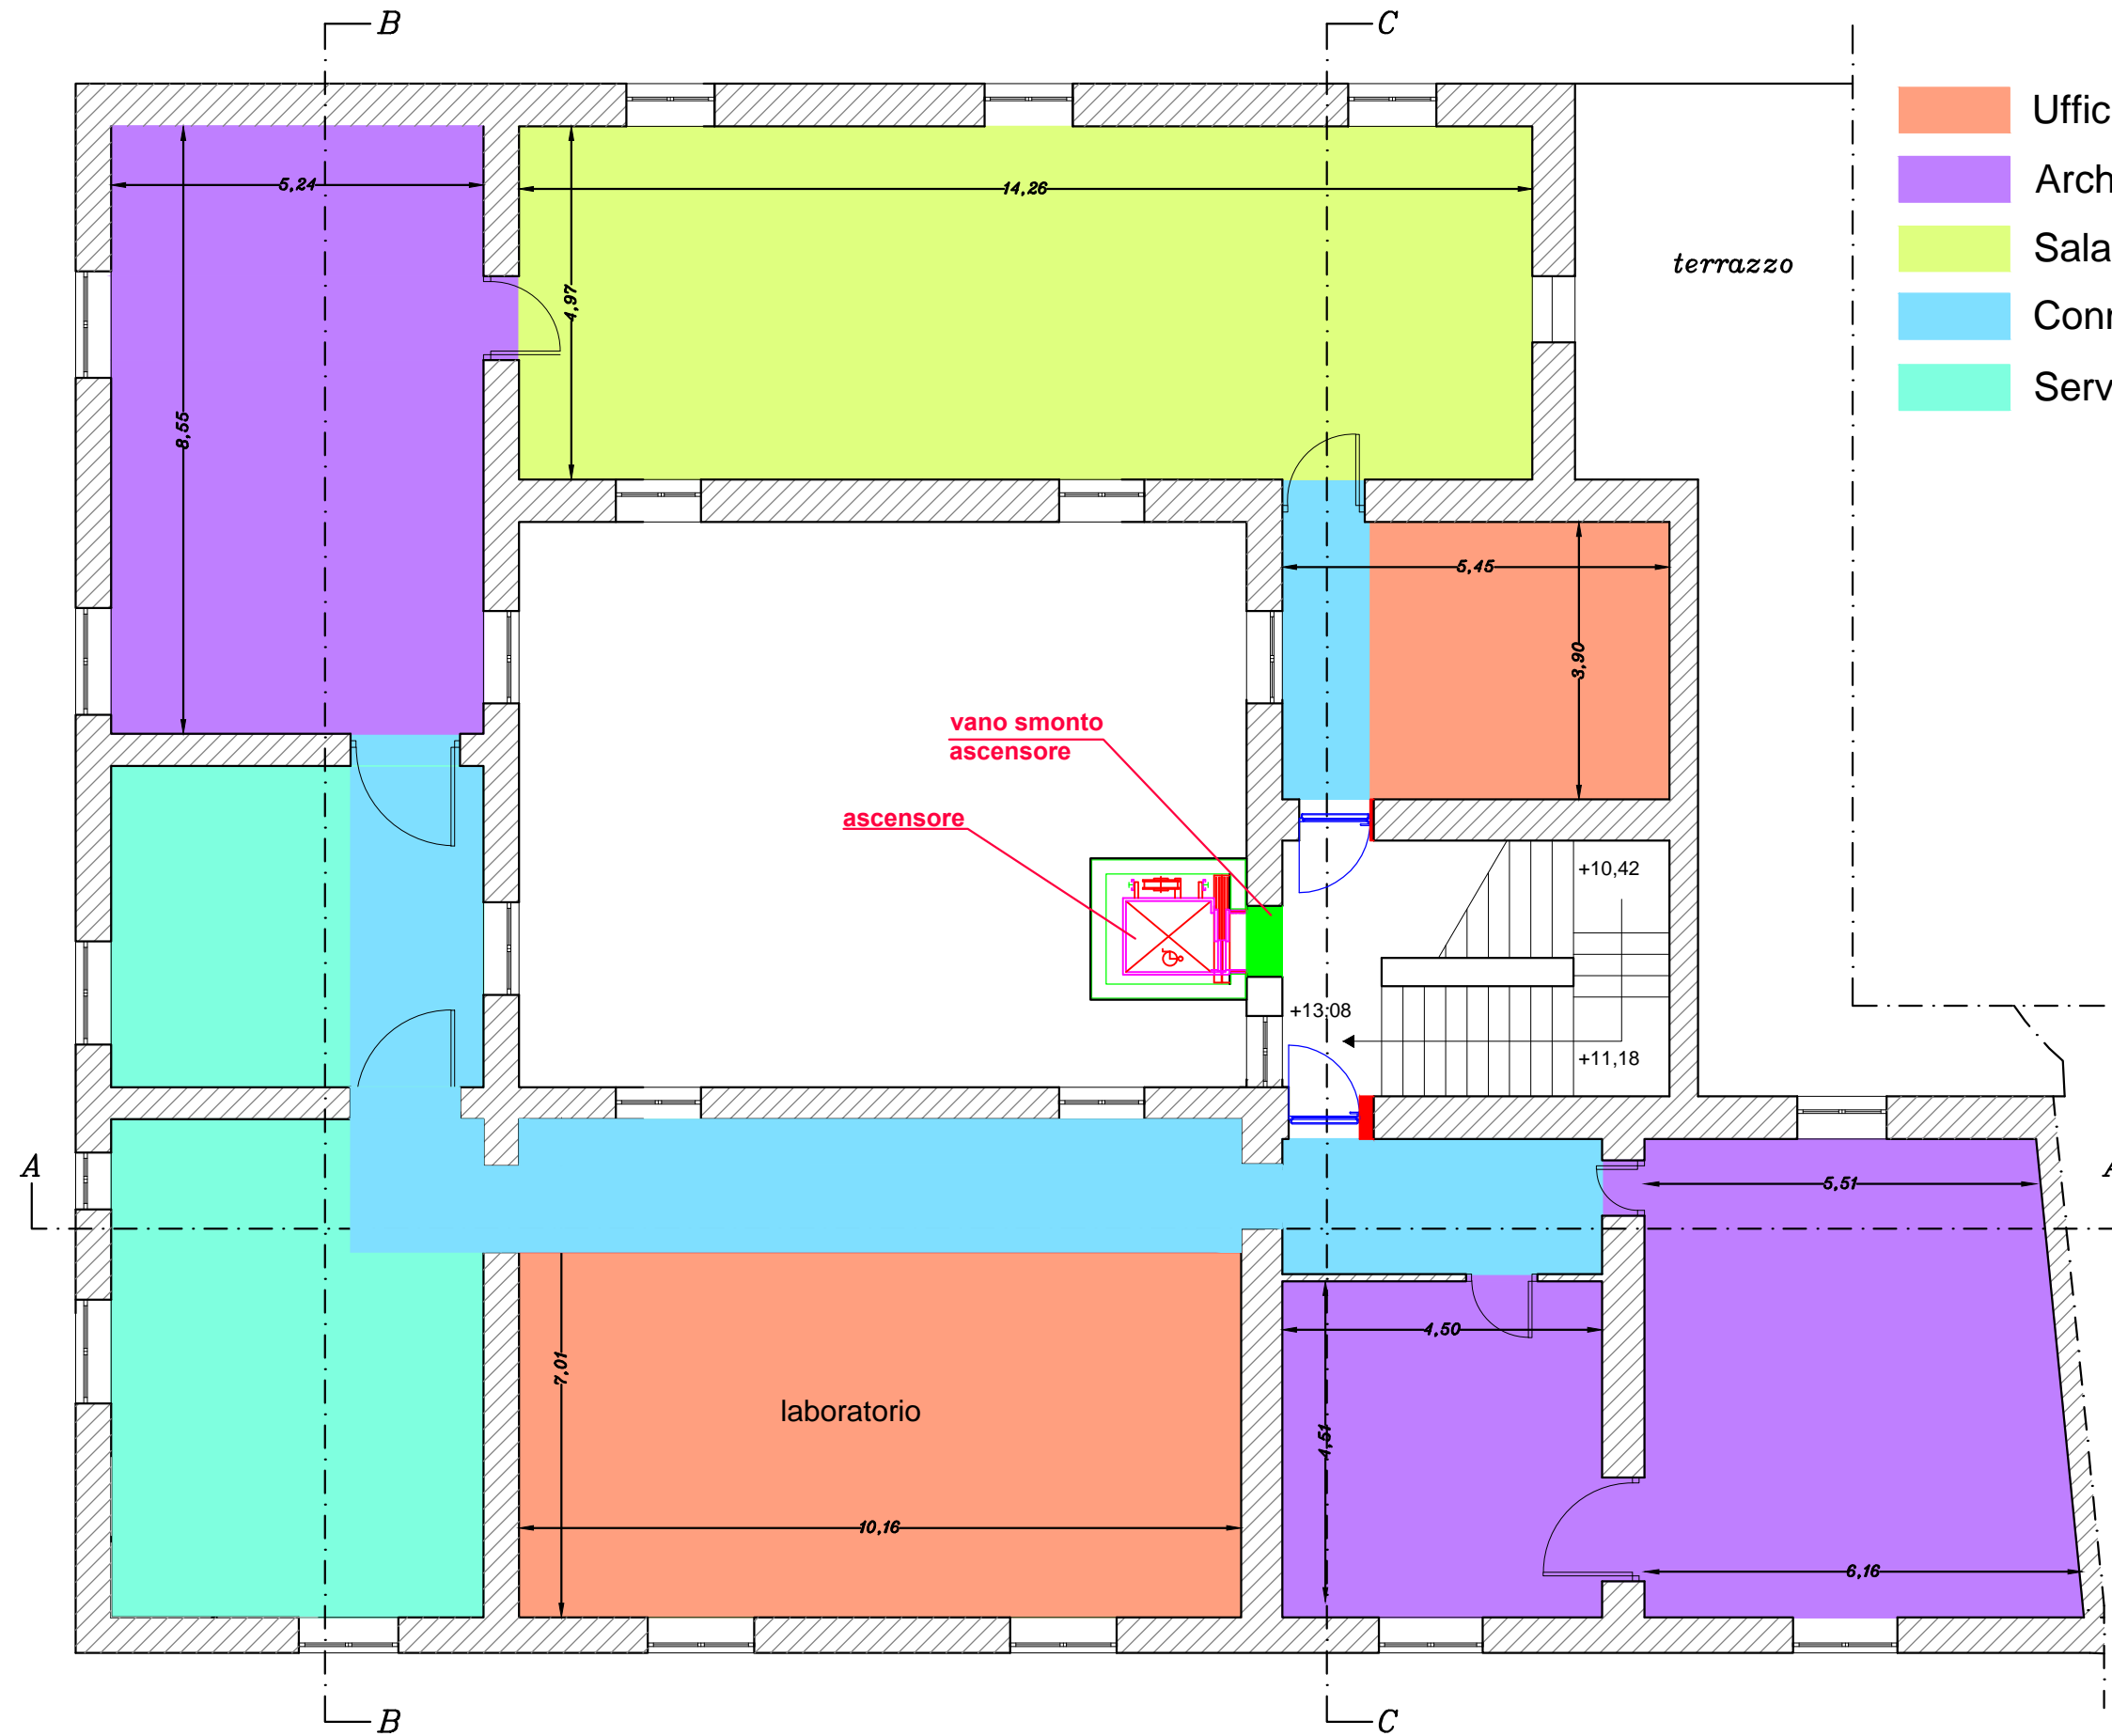 B
C
Uffic
Arch
Sala
Conn
Serv
5,24
14,26
terrazzo
4,97
8,55
5,45
3,90
vano smonto
ascensore
ascensore
+10,42
+13,08
+11,18
A
A
5,51
4,50
7,01
laboratorio
4,51
10,16
6,16
B
C